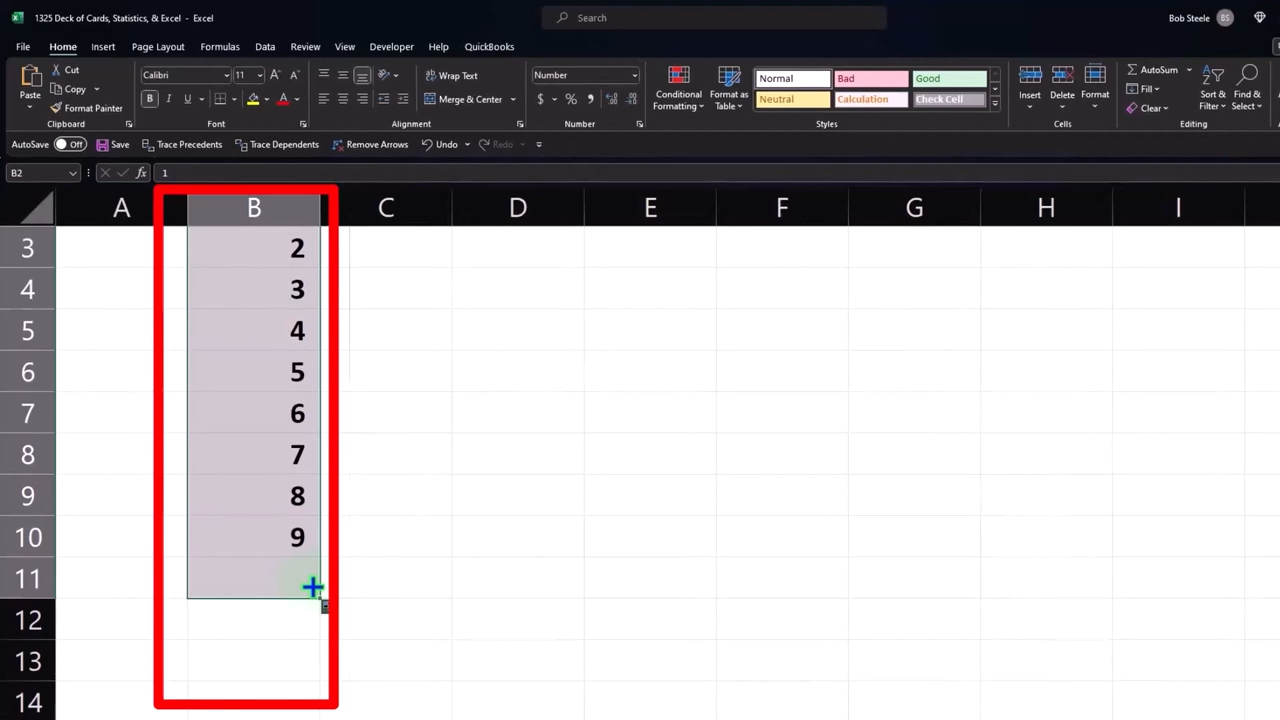 1325 Deck of Cards, Statistics, & Excel - Excel
Search
Bob Steele BS
File Home Insert Page Layout Formulas Data Review View Developer Help QuickBooks
Paste
Cut
Copy
Format Painter
Clipboard
Calibri 11
B I U
Font
Wrap Text
Merge & Center
Alignment
Number
$ %
Number
Conditional Formatting
Format as Table
Normal Bad Good
Neutral Calculation Check Cell
Styles
Insert Delete Format
Cells
AutoSum
Fill
Clear
Sort & Filter
Find & Select
Editing
AutoSave Off Save Trace Precedents Trace Dependents Remove Arrows Undo Redo
B2 fx 1
A B C D E F G H I
3 2
4 3
5 4
6 5
7 6
8 7
9 8
10 9
11
12
13
14